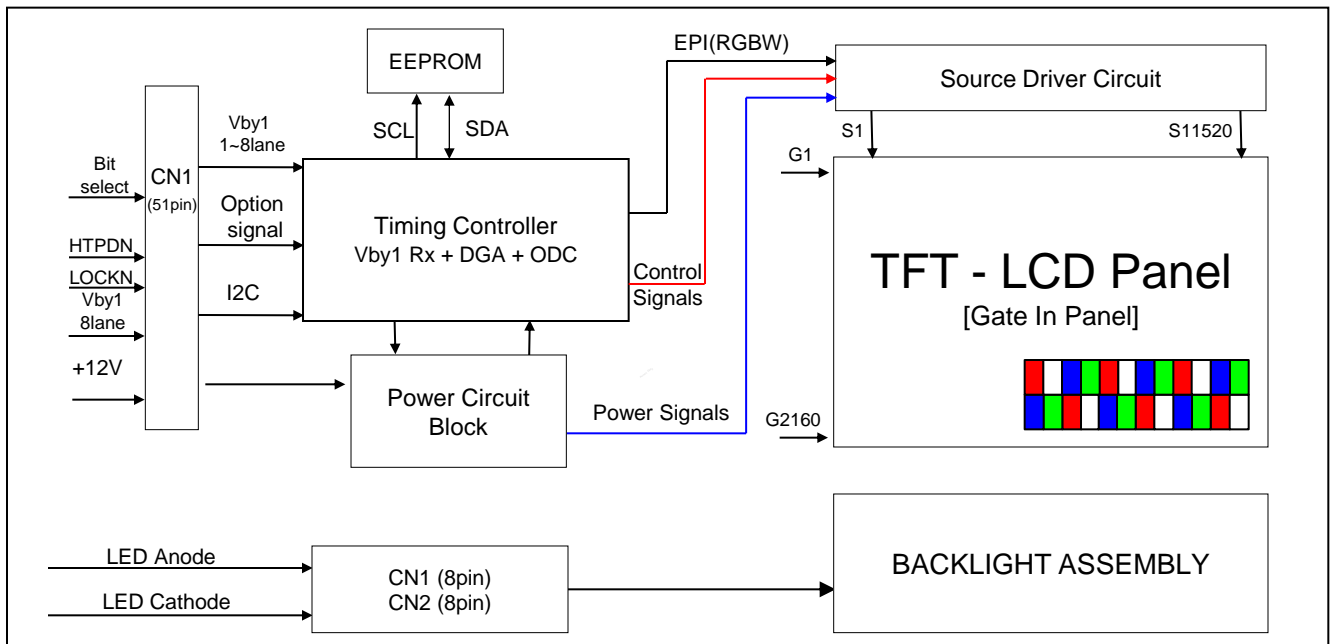 EEPROM
SCL
SDA
EPI(RGBW)
Source Driver Circuit
S1
S11520
G1
Vby1
1~8lane
Bit
select
CN1
(51pin)
Option
signal
HTPDN
LOCKN
Vby1
8lane
I2C
+12V
Timing Controller
Vby1 Rx + DGA + ODC
Control
Signals
TFT - LCD Panel
[Gate In Panel]
Power Circuit
Block
Power Signals
G2160
LED Anode
LED Cathode
CN1 (8pin)
CN2 (8pin)
BACKLIGHT ASSEMBLY